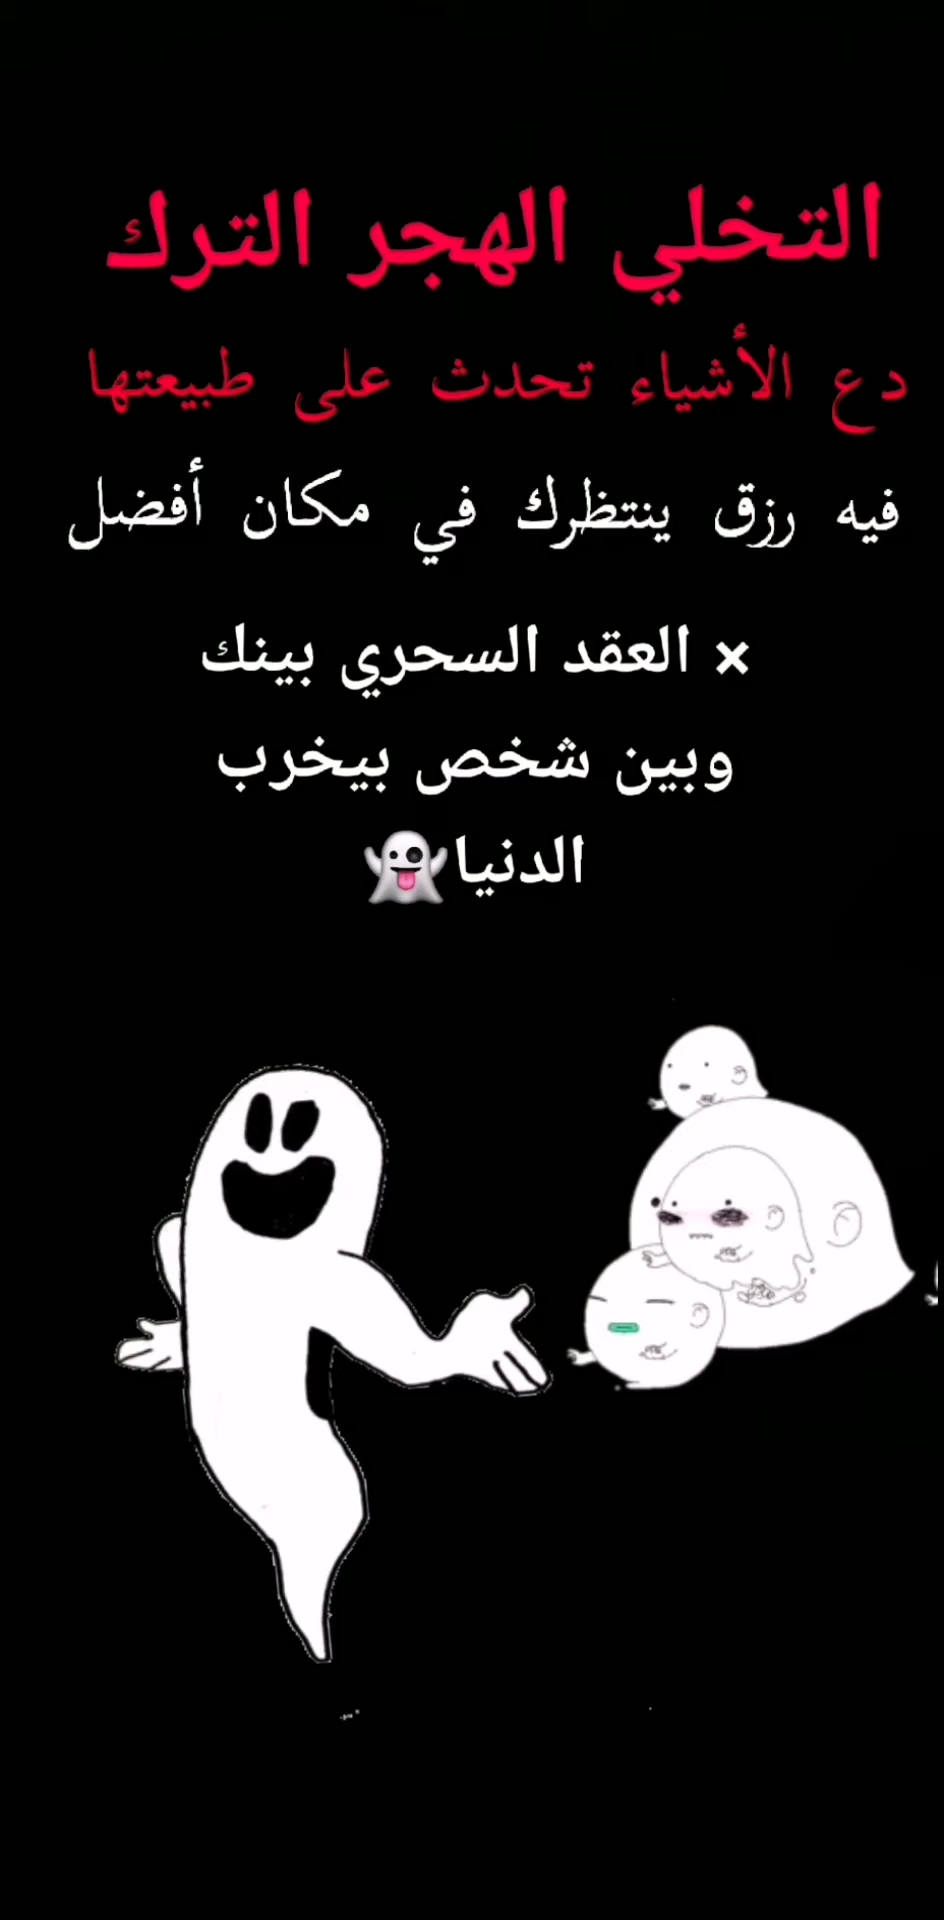 التخلي الهجر الترك
دع الأشياء تحدث على طبيعتها
فيه رزق ينتظرك في مكان أفضل
× العقد السحري بينك
وبين شخص بيخرب
الدنيا👻